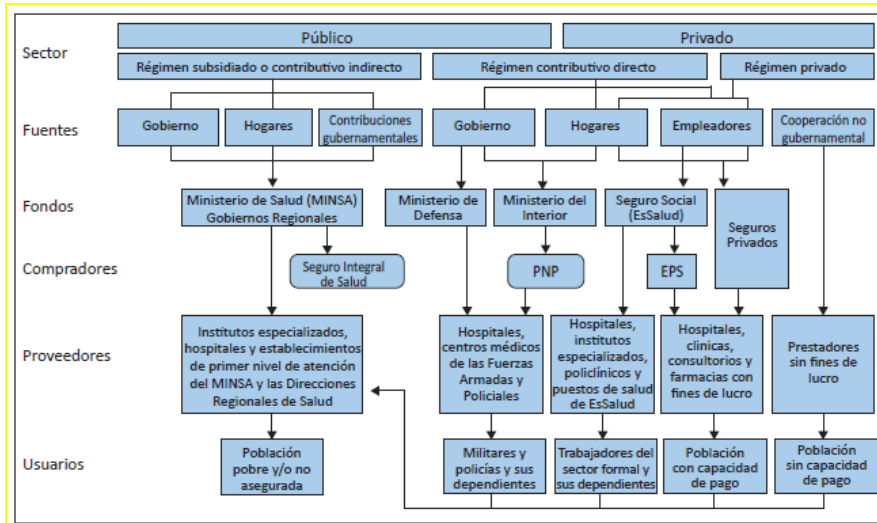 Sector
Público
Privado
Régimen subsidiado o contributivo indirecto
Régimen contributivo directo
Régimen privado
Fuentes
Gobierno
Hogares
Contribuciones
gubernamentales
Gobierno
Hogares
Empleadores
Cooperación no
gubernamental
Fondos
Ministerio de Salud (MINSA)
Gobiernos Regionales
Ministerio de
Defensa
Ministerio del
Interior
Seguro Social
(EsSalud)
Seguros
Privados
Compradores
Seguro Integral
de Salud
PNP
EPS
Proveedores
Institutos especializados,
hospitales y establecimientos
de primer nivel de atención
del MINSA y las Direcciones
Regionales de Salud
Hospitales,
centros médicos
de las Fuerzas
Armadas y
Policiales
Hospitales,
institutos
especializados,
policlínicos y
puestos de salud
de EsSalud
Hospitales,
clinicas,
consultorios y
farmacias con
fines de lucro
Prestadores
sin fines de
lucro
Usuarios
Población
pobre y/o no
asegurada
Militares y
policías y sus
dependientes
Trabajadores del
sector formal y
sus dependientes
Población
con capacidad
de pago
Población
sin capacidad
de pago